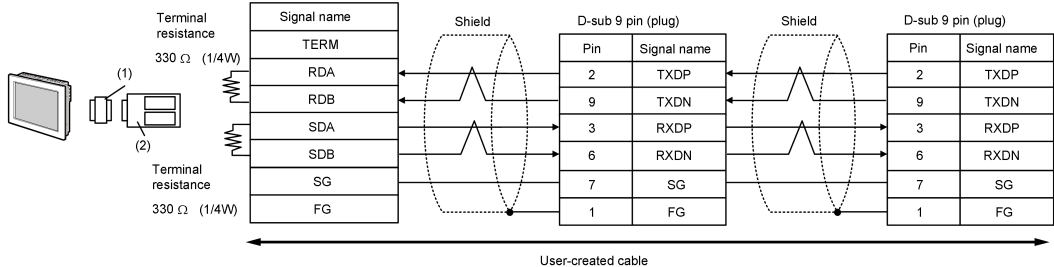 Terminal
resistance
330 Ω (1/4W)
(1)
(2)
Terminal
resistance
330 Ω (1/4W)
Signal name
TERM
RDA
RDB
SDA
SDB
SG
FG
Shield
D-sub 9 pin (plug)
Pin Signal name
2 TXDP
9 TXDN
3 RXDP
6 RXDN
7 SG
1 FG
Shield
D-sub 9 pin (plug)
Pin Signal name
2 TXDP
9 TXDN
3 RXDP
6 RXDN
7 SG
1 FG
User-created cable